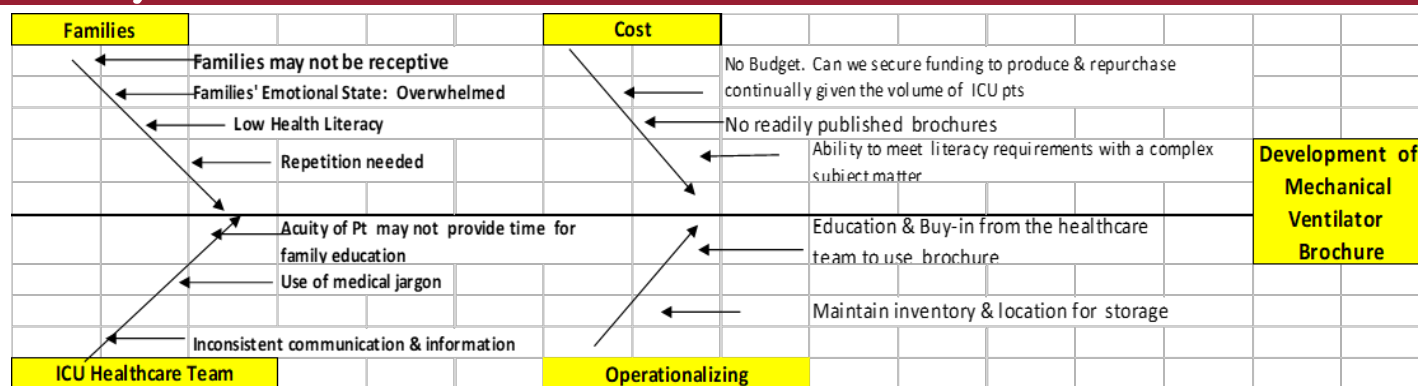 Families
Cost
Families may not be receptive
No Budget. Can we secure funding to produce & repurchase
continually given the volume of ICU pts
Families' Emotional State: Overwhelmed
Low Health Literacy
No readily published brochures
Repetition needed
Ability to meet literacy requirements with a complex
subject matter
Development of
Mechanical
Ventilator
Brochure
Acuity of Pt may not provide time for
family education
Education & Buy-in from the healthcare
team to use brochure
Use of medical jargon
Maintain inventory & location for storage
Inconsistent communication & information
ICU Healthcare Team
Operationalizing